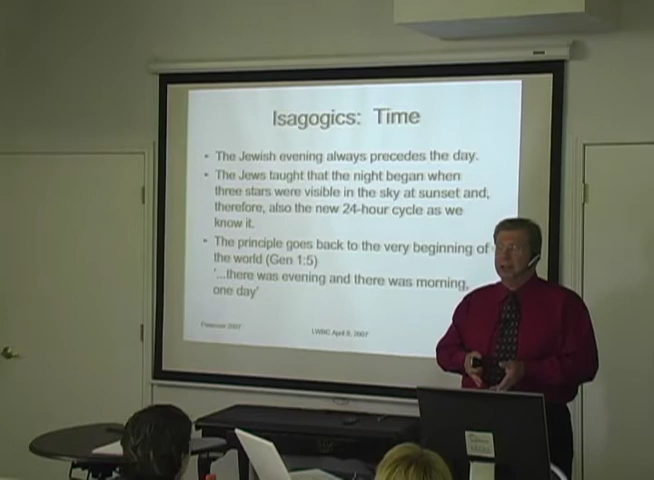 Isagogics: Time
- The Jewish evening always precedes the day.
- The Jews taught that the night began when
three stars were visible in the sky at sunset and,
therefore, also the new 24-hour cycle as we
know it.
- The principle goes back to the very beginning of
the world (Gen 1:5)
'...there was evening and there was morning,
one day'
Passover 2007
LWBC April 8, 2007